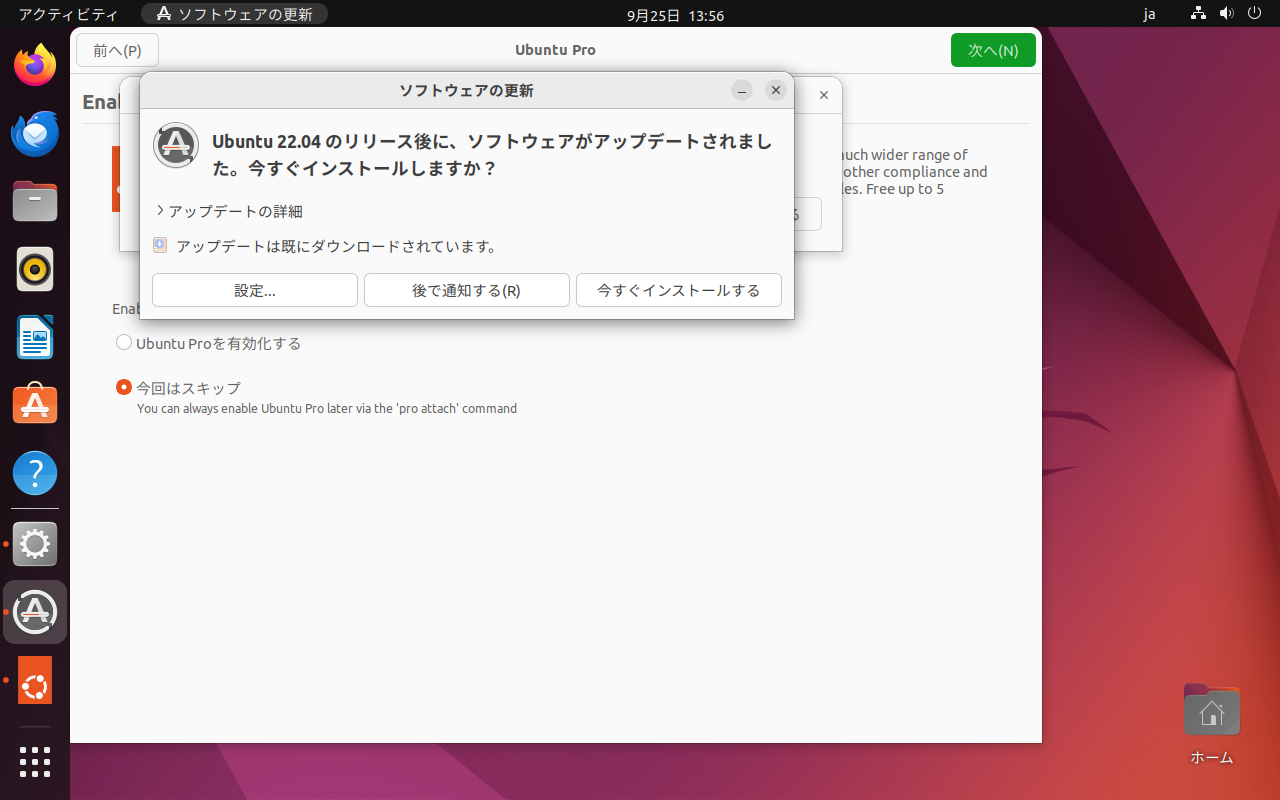 アクティビティ
ソフトウェアの更新
9月25日 13:56
ja
前へ(P)
Ubuntu Pro
次へ(N)
ソフトウェアの更新
Ubuntu 22.04 のリリース後に、ソフトウェアがアップデートされまし
た。今すぐインストールしますか？
アップデートの詳細
アップデートは既にダウンロードされています。
設定...
後で通知する(R)
今すぐインストールする
wider range of
other compliance and
Free up to 5
Ubuntu Proを有効化する
今回はスキップ
You can always enable Ubuntu Pro later via the 'pro attach' command
ホーム